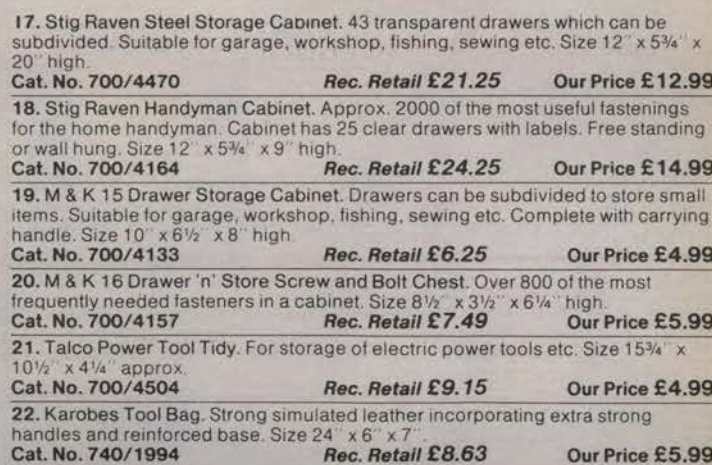 17. Stig Raven Steel Storage Cabinet. 43 transparent drawers which can be
subdivided. Suitable for garage, workshop, fishing, sewing etc. Size 12" x 5¾" x
20" high.
Cat. No. 700/4470 Rec. Retail £21.25 Our Price £12.99
18. Stig Raven Handyman Cabinet. Approx. 2000 of the most useful fastenings
for the home handyman. Cabinet has 25 clear drawers with labels. Free standing
or wall hung. Size 12" x 5¾" x 9" high.
Cat. No. 700/4164 Rec. Retail £24.25 Our Price £14.99
19. M & K 15 Drawer Storage Cabinet. Drawers can be subdivided to store small
items. Suitable for garage, workshop, fishing, sewing etc. Complete with carrying
handle. Size 10" x 6½" x 8" high.
Cat. No. 700/4133 Rec. Retail £6.25 Our Price £4.99
20. M & K 16 Drawer 'n' Store Screw and Bolt Chest. Over 800 of the most
frequently needed fasteners in a cabinet. Size 8½" x 3½" x 6¼" high.
Cat. No. 700/4157 Rec. Retail £7.49 Our Price £5.99
21. Talco Power Tool Tidy. For storage of electric power tools etc. Size 15¾" x
10½" x 4¼" approx.
Cat. No. 700/4504 Rec. Retail £9.15 Our Price £4.99
22. Karobes Tool Bag. Strong simulated leather incorporating extra strong
handles and reinforced base. Size 24" x 6" x 7".
Cat. No. 740/1994 Rec. Retail £8.63 Our Price £5.99